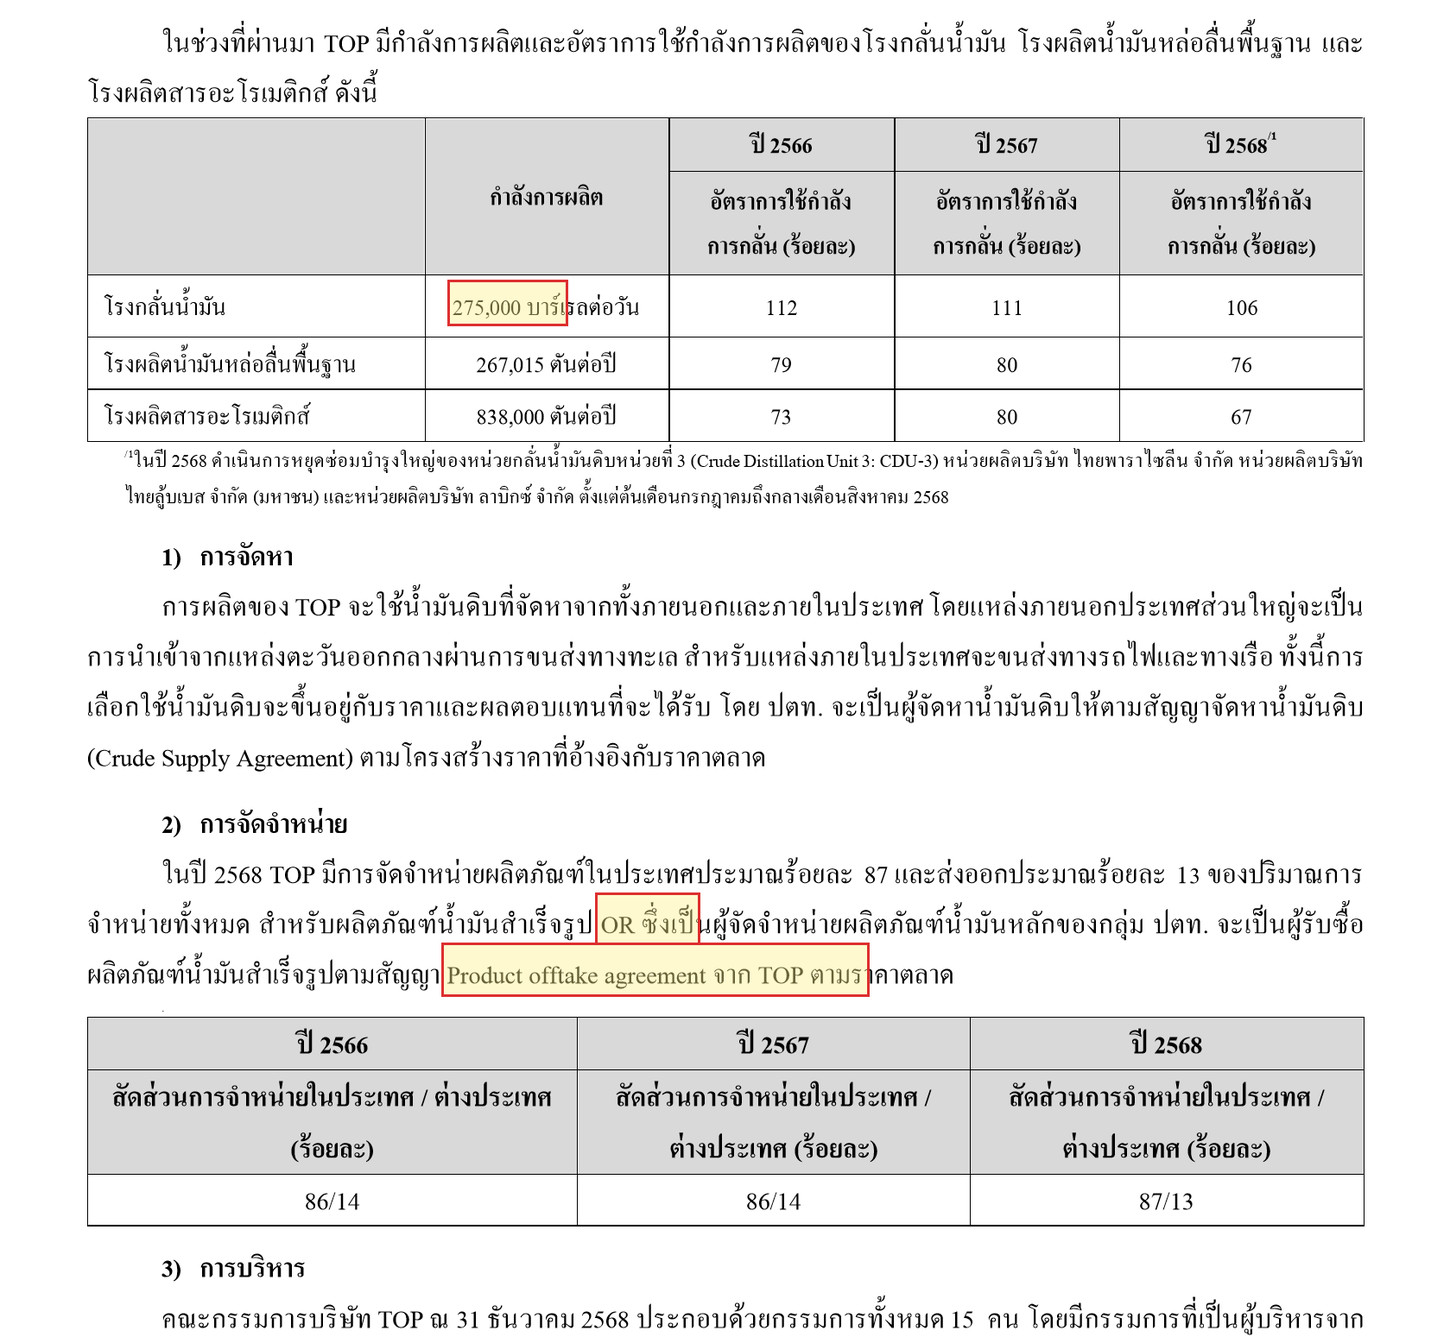 ในช่วงที่ผ่านมา TOP มีกำลังการผลิตและอัตราการใช้กำลังการผลิตของโรงกลั่นน้ำมัน โรงผลิตน้ำมันหล่อลื่นพื้นฐาน และ
โรงผลิตสารอะโรเมติกส์ ดังนี้
กำลังการผลิต
ปี 2566 ปี 2567 ปี 2568/1
อัตราการใช้กำลัง อัตราการใช้กำลัง อัตราการใช้กำลัง
การกลั่น (ร้อยละ) การกลั่น (ร้อยละ) การกลั่น (ร้อยละ)
โรงกลั่นน้ำมัน 275,000 บาร์เรลต่อวัน 112 111 106
โรงผลิตน้ำมันหล่อลื่นพื้นฐาน 267,015 ตันต่อปี 79 80 76
โรงผลิตสารอะโรเมติกส์ 838,000 ตันต่อปี 73 80 67
/1ในปี 2568 ดำเนินการหยุดซ่อมบำรุงใหญ่ของหน่วยกลั่นน้ำมันดิบหน่วยที่ 3 (Crude Distillation Unit 3: CDU-3) หน่วยผลิตบริษัท ไทยพาราไซลีน จำกัด หน่วยผลิตบริษัท
ไทยลู้บเบส จำกัด (มหาชน) และหน่วยผลิตบริษัท ลาบิกซ์ จำกัด ตั้งแต่ต้นเดือนกรกฎาคมถึงกลางเดือนสิงหาคม 2568
1) การจัดหา
การผลิตของ TOP จะใช้น้ำมันดิบที่จัดหาจากทั้งภายนอกและภายในประเทศ โดยแหล่งภายนอกประเทศส่วนใหญ่จะเป็น
การนำเข้าจากแหล่งตะวันออกกลางผ่านการขนส่งทางทะเล สำหรับแหล่งภายในประเทศจะขนส่งทางรถไฟและทางเรือ ทั้งนี้การ
เลือกใช้น้ำมันดิบจะขึ้นอยู่กับราคาและผลตอบแทนที่จะได้รับ โดย ปตท. จะเป็นผู้จัดหาน้ำมันดิบให้ตามสัญญาจัดหาน้ำมันดิบ
(Crude Supply Agreement) ตามโครงสร้างราคาที่อ้างอิงกับราคาตลาด
2) การจัดจำหน่าย
ในปี 2568 TOP มีการจัดจำหน่ายผลิตภัณฑ์ในประเทศประมาณร้อยละ 87 และส่งออกประมาณร้อยละ 13 ของปริมาณการ
จำหน่ายทั้งหมด สำหรับผลิตภัณฑ์น้ำมันสำเร็จรูป OR ซึ่งเป็นผู้จัดจำหน่ายผลิตภัณฑ์น้ำมันหลักของกลุ่ม ปตท. จะเป็นผู้รับซื้อ
ผลิตภัณฑ์น้ำมันสำเร็จรูปตามสัญญา Product offtake agreement จาก TOP ตามราคาตลาด
ปี 2566 ปี 2567 ปี 2568
สัดส่วนการจำหน่ายในประเทศ / ต่างประเทศ สัดส่วนการจำหน่ายในประเทศ / สัดส่วนการจำหน่ายในประเทศ /
(ร้อยละ) ต่างประเทศ (ร้อยละ) ต่างประเทศ (ร้อยละ)
86/14 86/14 87/13
3) การบริหาร
คณะกรรมการบริษัท TOP ณ 31 ธันวาคม 2568 ประกอบด้วยกรรมการทั้งหมด 15 คน โดยมีกรรมการที่เป็นผู้บริหารจาก